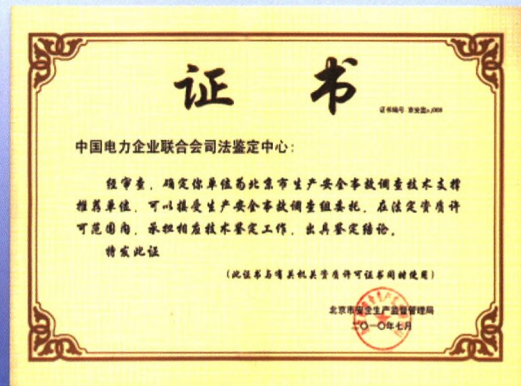 证 书
证书编号 京安监
中国电力企业联合会司法鉴定中心：
经审查，确定你单位为北京市生产安全事故调查技术支撑
推荐单位，可以接受生产安全事故调查组委托，在法定资质许
可范围内，承担相应技术鉴定工作，出具鉴定结论。
特发此证
（此证书与有关机关资质许可证书同时使用）
北京市安全生产监督管理局
二〇一〇年七月